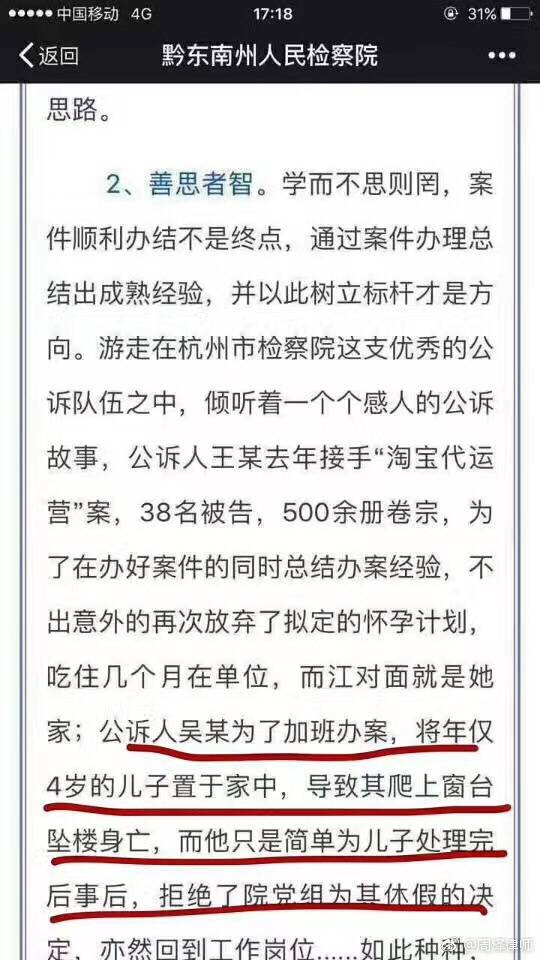 中国移动 4G 17:18 31%
返回 黔东南州人民检察院
思路。
2、善思者智。学而不思则罔，案
件顺利办结不是终点，通过案件办理总
结出成熟经验，并以此树立标杆才是方
向。游走在杭州市检察院这支优秀的公
诉队伍之中，倾听着一个个感人的公诉
故事，公诉人王某去年接手“淘宝代运
营”案，38名被告，500余册卷宗，为
了在办好案件的同时总结办案经验，不
出意外的再次放弃了拟定的怀孕计划，
吃住几个月在单位，而江对面就是她
家；公诉人吴某为了加班办案，将年仅
4岁的儿子置于家中，导致其爬上窗台
坠楼身亡，而他只是简单为儿子处理完
后事后，拒绝了院党组为其休假的决
定，亦然回到工作岗位……如此种种，
@周泽律师